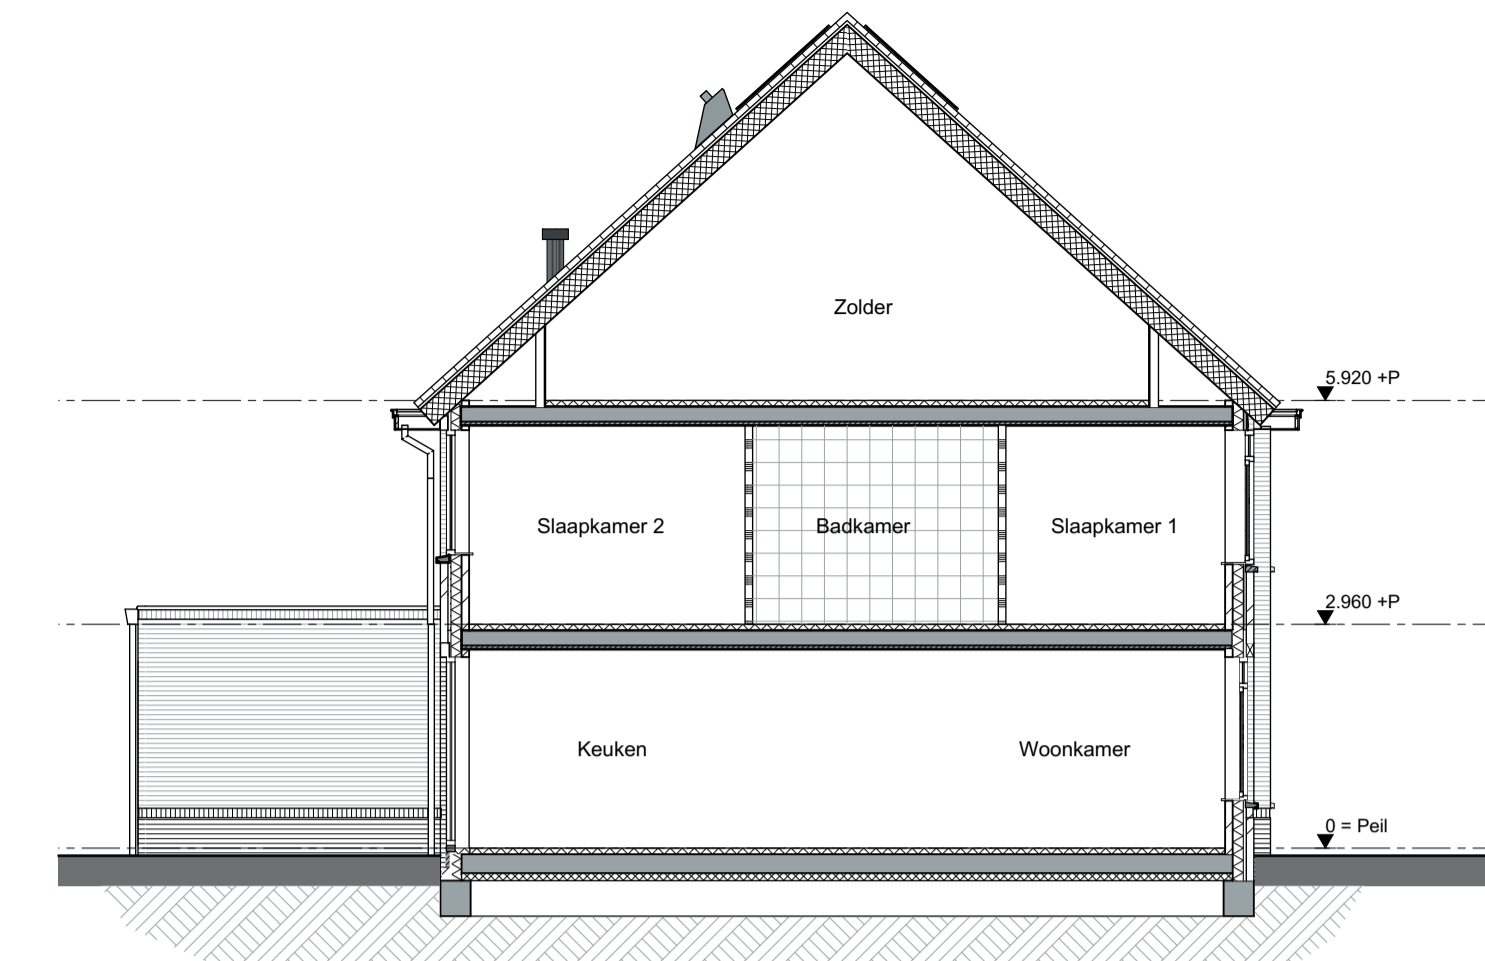 Zolder
5.920 +P
Slaapkamer 2
Badkamer
Slaapkamer 1
2.960 +P
Keuken
Woonkamer
0 = Peil